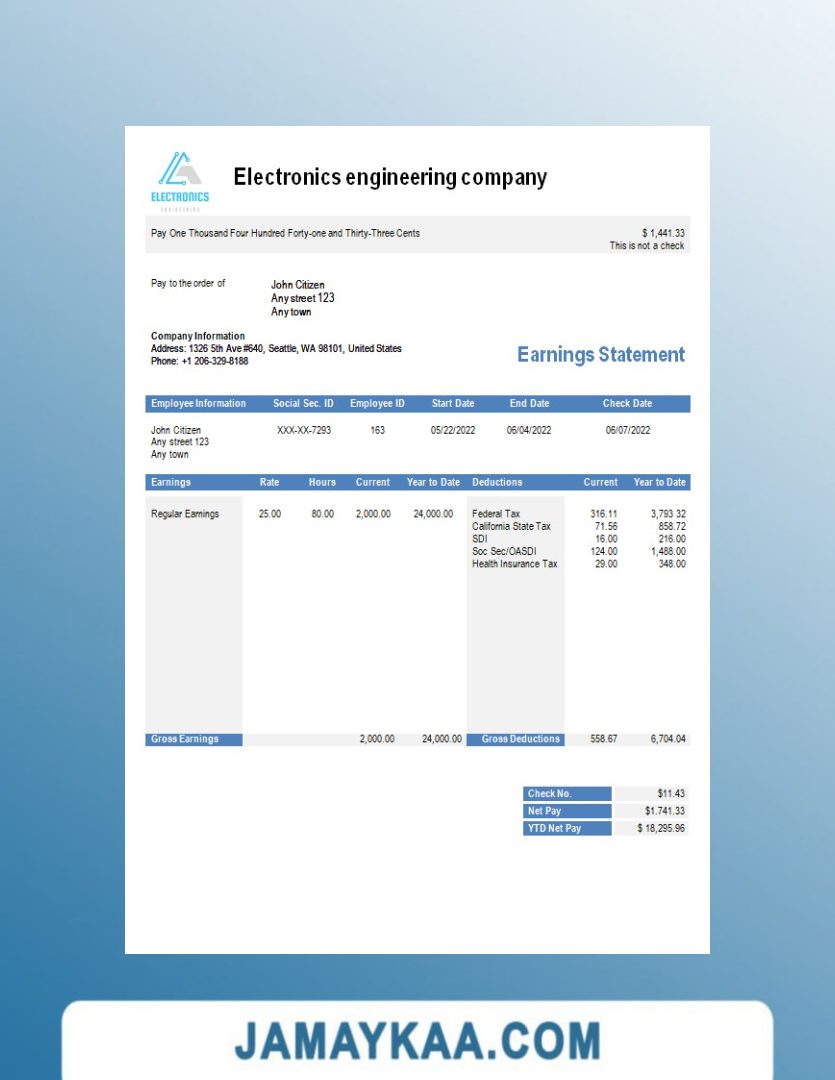 ELECTRONICS
ENGINEERING
Electronics engineering company
Pay One Thousand Four Hundred Forty-one and Thirty-Three Cents $ 1,441.33
This is not a check
Pay to the order of John Citizen
Any street 123
Any town
Company Information
Address: 1326 5th Ave #640, Seattle, WA 98101, United States
Phone: +1 206-329-8188
Earnings Statement
Employee Information Social Sec. ID Employee ID Start Date End Date Check Date
John Citizen XXX-XX-7293 163 05/22/2022 06/04/2022 06/07/2022
Any street 123
Any town
Earnings Rate Hours Current Year to Date Deductions Current Year to Date
Regular Earnings 25.00 80.00 2,000.00 24,000.00 Federal Tax 316.11 3,793 32
California State Tax 71.56 858.72
SDI 16.00 216.00
Soc Sec/OASDI 124.00 1,488.00
Health Insurance Tax 29.00 348.00
Gross Earnings 2,000.00 24,000.00 Gross Deductions 558.67 6,704.04
Check No. $11.43
Net Pay $1.741.33
YTD Net Pay $ 18,295.96
JAMAYKAA.COM